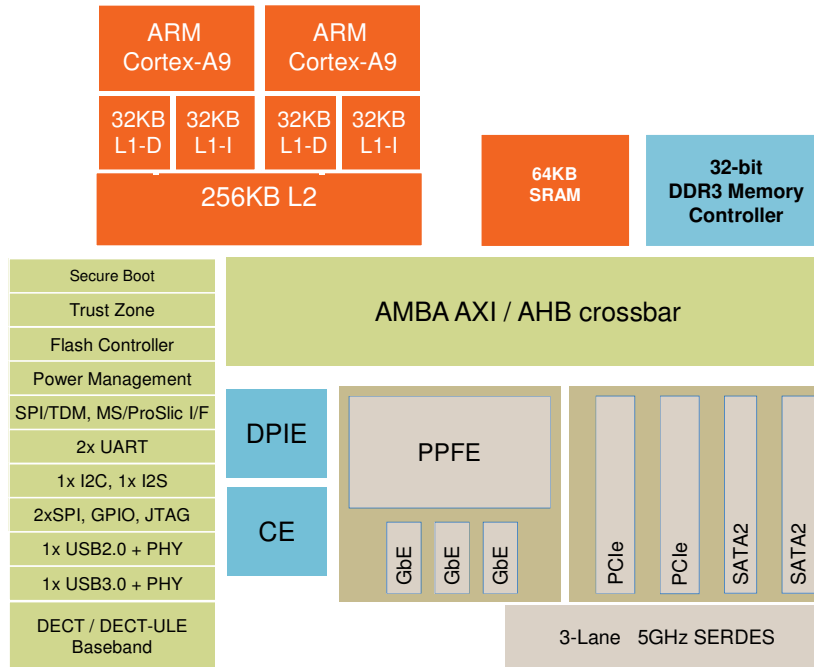 ARM
Cortex-A9
ARM
Cortex-A9
32KB
L1-D
32KB
L1-I
32KB
L1-D
32KB
L1-I
256KB L2
64KB
SRAM
32-bit
DDR3 Memory
Controller
Secure Boot
Trust Zone
Flash Controller
Power Management
SPI/TDM, MS/ProSlic I/F
2x UART
1x I2C, 1x I2S
2xSPI, GPIO, JTAG
1x USB2.0 + PHY
1x USB3.0 + PHY
DECT / DECT-ULE
Baseband
AMBA AXI / AHB crossbar
DPIE
CE
PPFE
GbE
GbE
GbE
PCIe
PCIe
SATA2
SATA2
3-Lane 5GHz SERDES